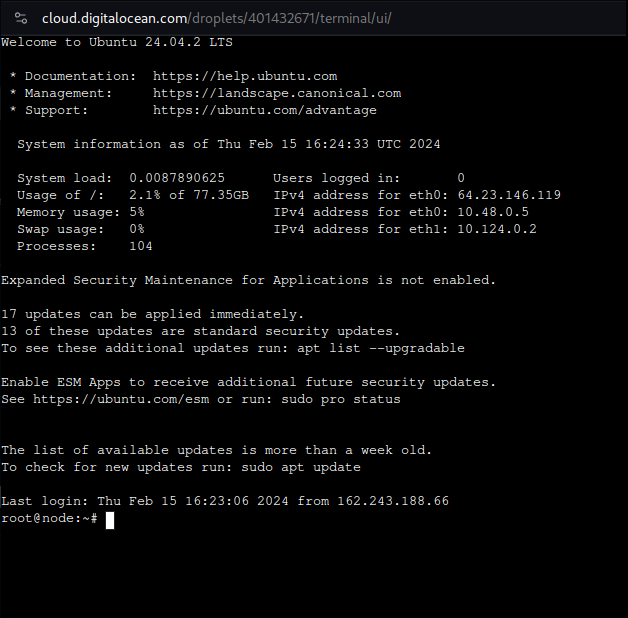 cloud.digitalocean.com/droplets/401432671/terminal/ui/
Welcome to Ubuntu 24.04.2 LTS
* Documentation:  https://help.ubuntu.com
* Management:     https://landscape.canonical.com
* Support:        https://ubuntu.com/advantage
System information as of Thu Feb 15 16:24:33 UTC 2024
System load:  0.0087890625      Users logged in:       0
Usage of /:   2.1% of 77.35GB   IPv4 address for eth0: 64.23.146.119
Memory usage: 5%                IPv4 address for eth0: 10.48.0.5
Swap usage:   0%                IPv4 address for eth1: 10.124.0.2
Processes:    104
Expanded Security Maintenance for Applications is not enabled.
17 updates can be applied immediately.
13 of these updates are standard security updates.
To see these additional updates run: apt list --upgradable
Enable ESM Apps to receive additional future security updates.
See https://ubuntu.com/esm or run: sudo pro status
The list of available updates is more than a week old.
To check for new updates run: sudo apt update
Last login: Thu Feb 15 16:23:06 2024 from 162.243.188.66
root@node:~#